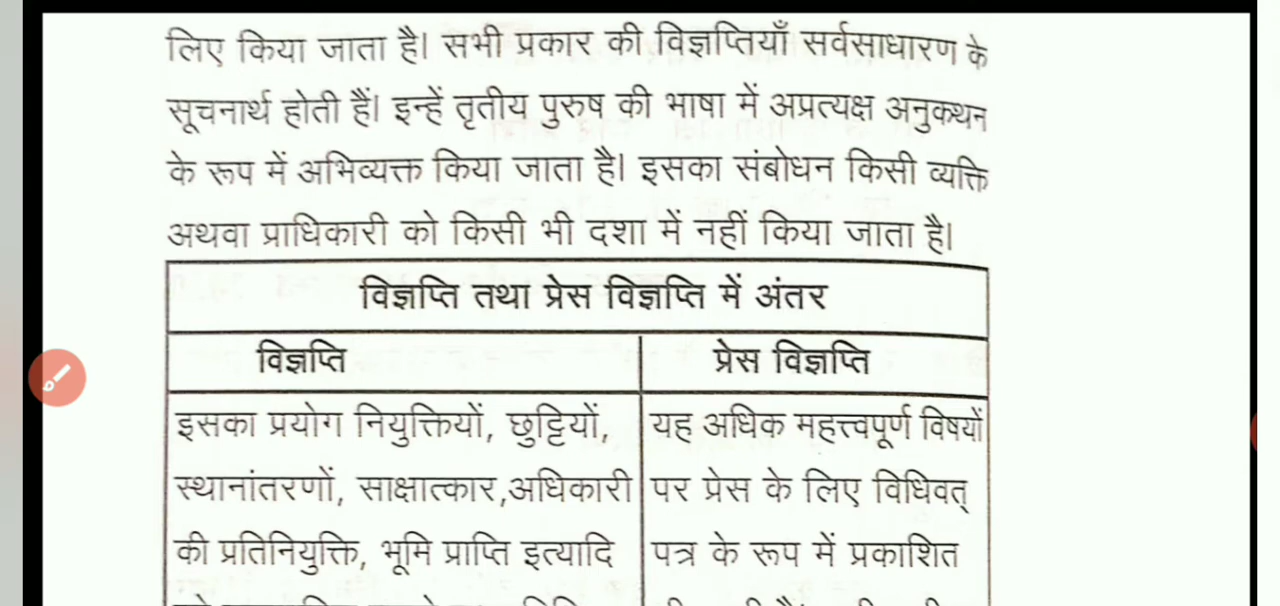 लिए किया जाता है। सभी प्रकार की विज्ञप्तियाँ सर्वसाधारण के
सूचनार्थ होती हैं। इन्हें तृतीय पुरुष की भाषा में अप्रत्यक्ष अनुकथन
के रूप में अभिव्यक्त किया जाता है। इसका संबोधन किसी व्यक्ति
अथवा प्राधिकारी को किसी भी दशा में नहीं किया जाता है।
विज्ञप्ति तथा प्रेस विज्ञप्ति में अंतर
विज्ञप्ति प्रेस विज्ञप्ति
इसका प्रयोग नियुक्तियों, छुट्टियों, यह अधिक महत्त्वपूर्ण विषयों
स्थानांतरणों, साक्षात्कार,अधिकारी पर प्रेस के लिए विधिवत्
की प्रतिनियुक्ति, भूमि प्राप्ति इत्यादि पत्र के रूप में प्रकाशित